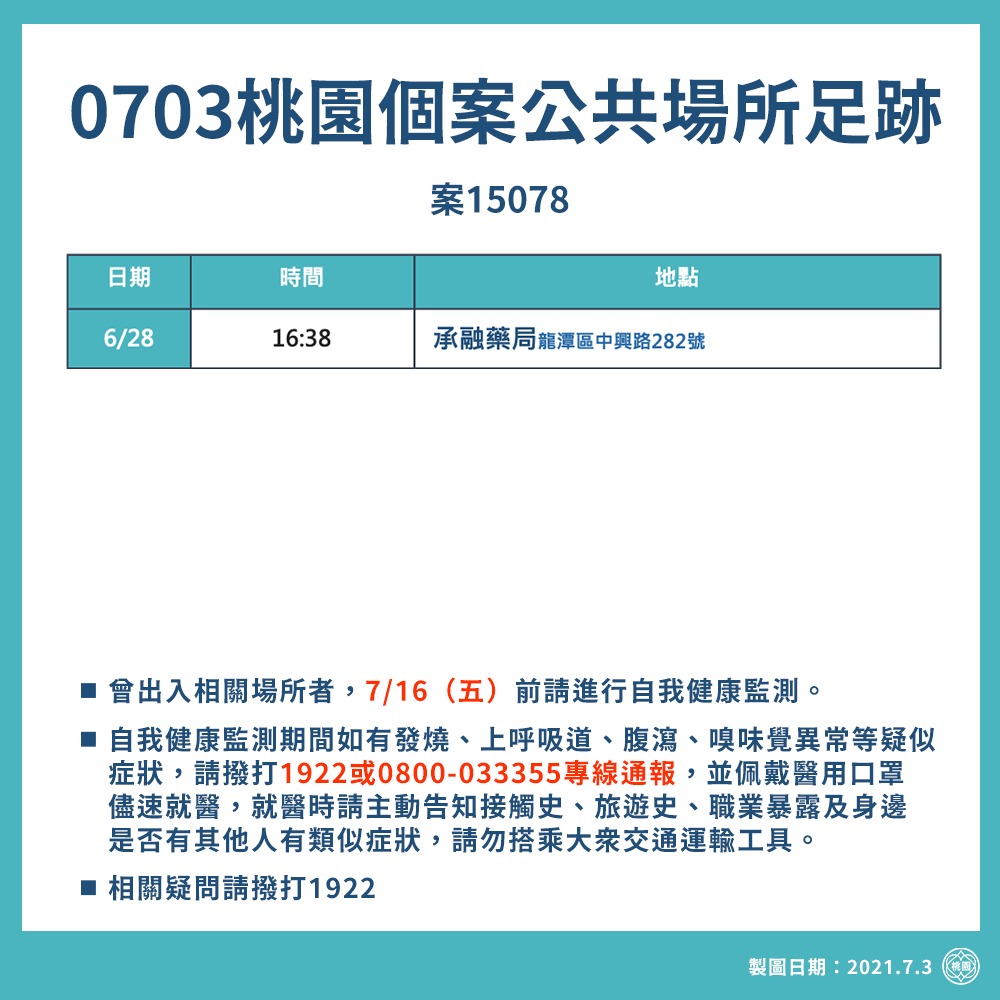 0703桃園個案公共場所足跡
案15078
日期 時間 地點
6/28 16:38 承融藥局龍潭區中興路282號
■ 曾出入相關場所者，7/16（五）前請進行自我健康監測。
■ 自我健康監測期間如有發燒、上呼吸道、腹瀉、嗅味覺異常等疑似
症狀，請撥打1922或0800-033355專線通報，並佩戴醫用口罩
儘速就醫，就醫時請主動告知接觸史、旅遊史、職業暴露及身邊
是否有其他人有類似症狀，請勿搭乘大眾交通運輸工具。
■ 相關疑問請撥打1922
製圖日期：2021.7.3 桃園